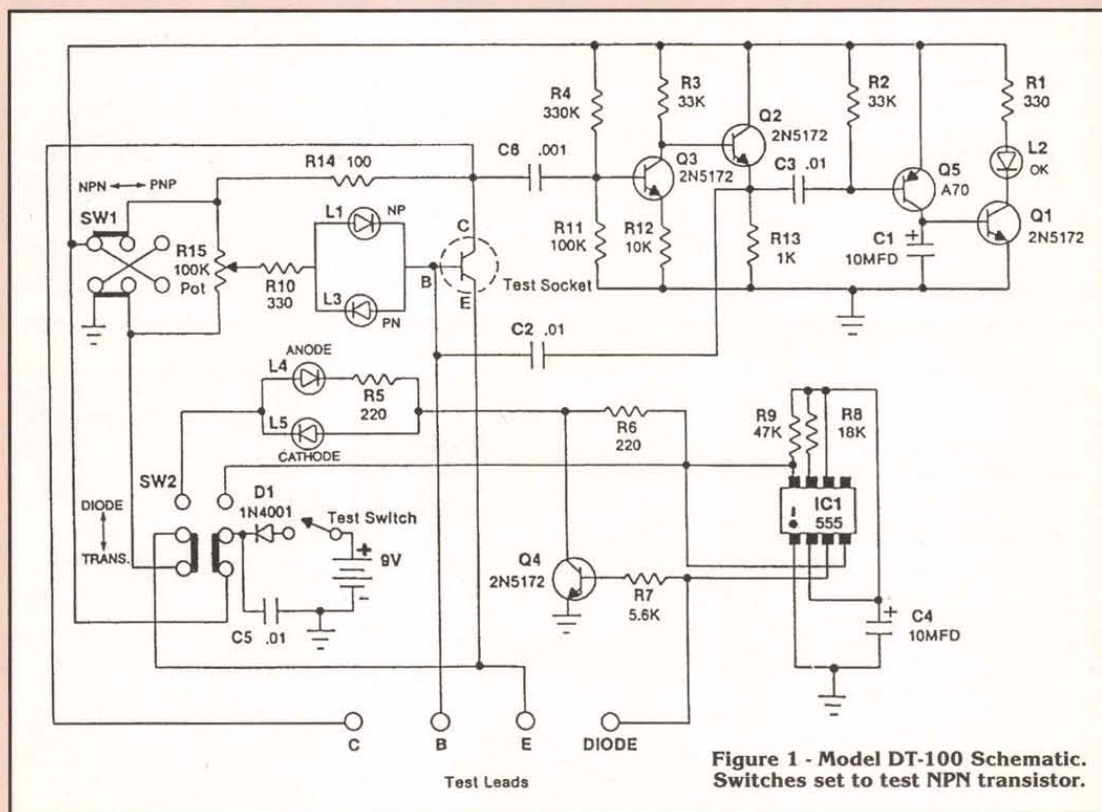 R4
330K
R3
33K
Q2
2N5172
R2
33K
R1
330
L2
OK
C6 .001
Q3
2N5172
C3 .01
Q5
A70
R14 100
NPN PNP
SW1
R15
100K
Pot
R10
330
L1
NP
L3
PN
C
B
E
Test Socket
R11
100K
R12
10K
R13
1K
C1
+
10MFD
Q1
2N5172
C2 .01
L4
ANODE
R5
220
L5
CATHODE
R6
220
R9
47K
R8
18K
IC1
555
SW2
DIODE
TRANS.
D1
1N4001
Test Switch
+
9V
-
C5 .01
Q4
2N5172
R7
5.6K
+
C4
10MFD
C
B
E
DIODE
Test Leads
Figure 1 - Model DT-100 Schematic.
Switches set to test NPN transistor.